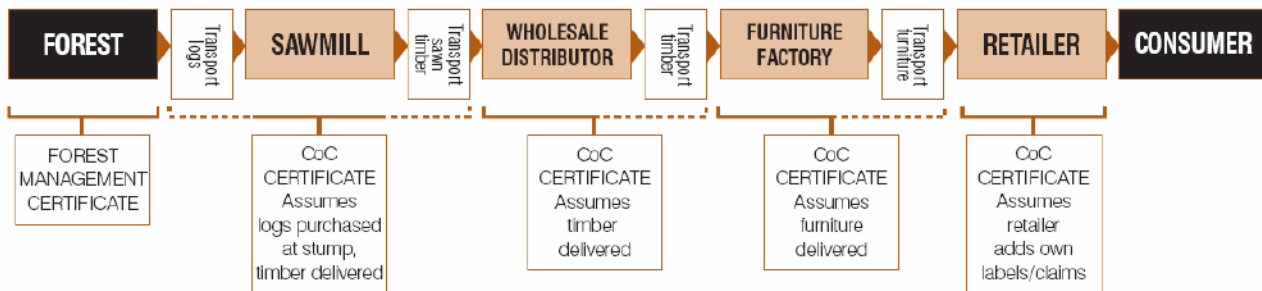 FOREST
Transport
logs
SAWMILL
Transport
sawn
timber
WHOLESALE
DISTRIBUTOR
Transport
timber
FURNITURE
FACTORY
Transport
furniture
RETAILER
CONSUMER
FOREST
MANAGEMENT
CERTIFICATE
CoC
CERTIFICATE
Assumes
logs purchased
at stump,
timber delivered
CoC
CERTIFICATE
Assumes
timber
delivered
CoC
CERTIFICATE
Assumes
furniture
delivered
CoC
CERTIFICATE
Assumes
retailer
adds own
labels/claims